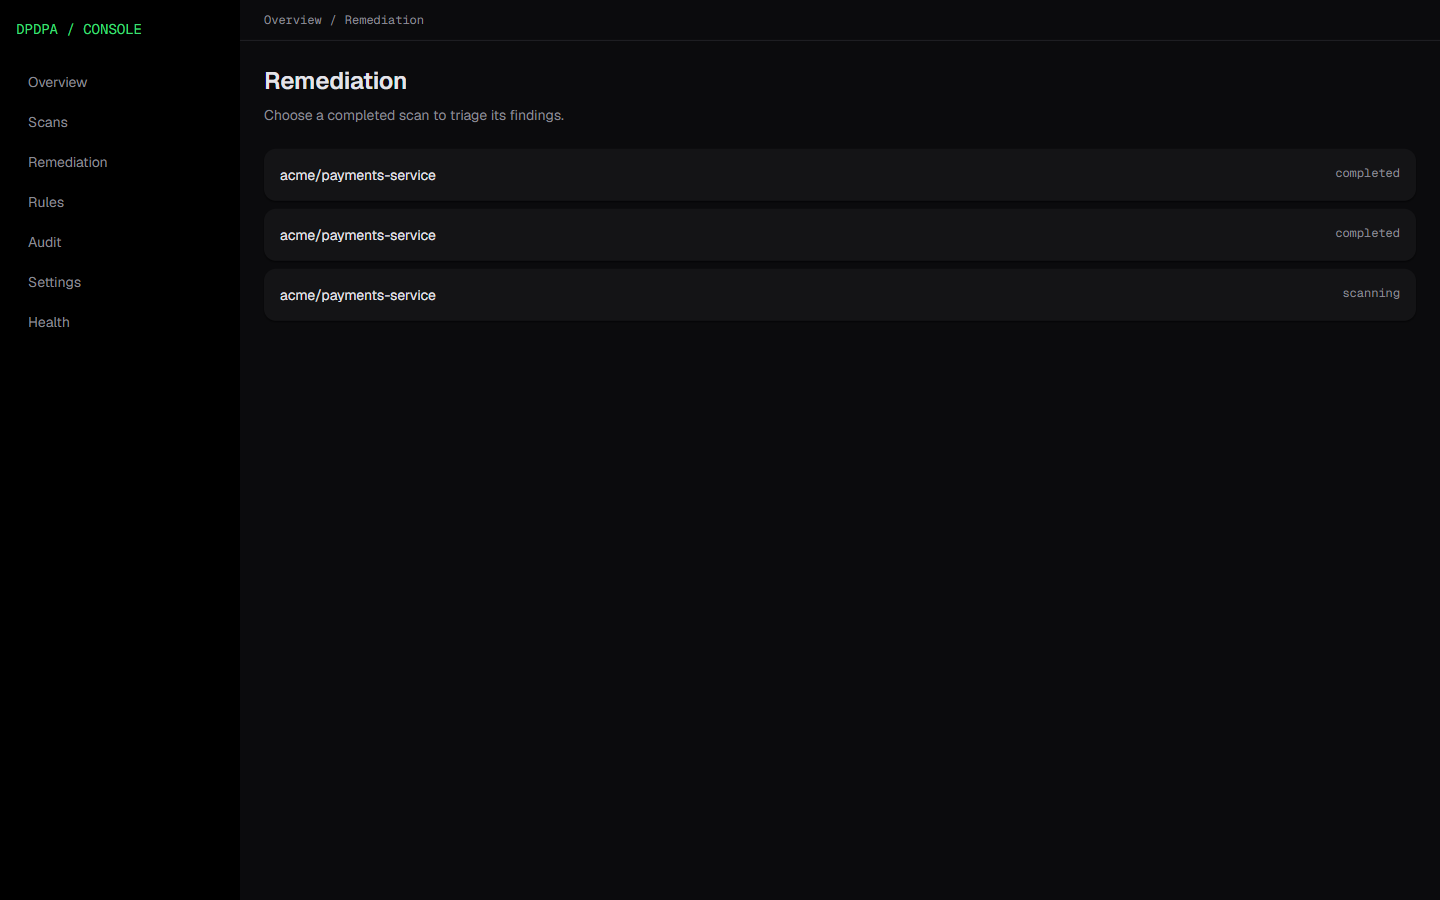 DPDPA / CONSOLE
Overview
Scans
Remediation
Rules
Audit
Settings
Health
Overview / Remediation
Remediation
Choose a completed scan to triage its findings.
acme/payments-service completed
acme/payments-service completed
acme/payments-service scanning